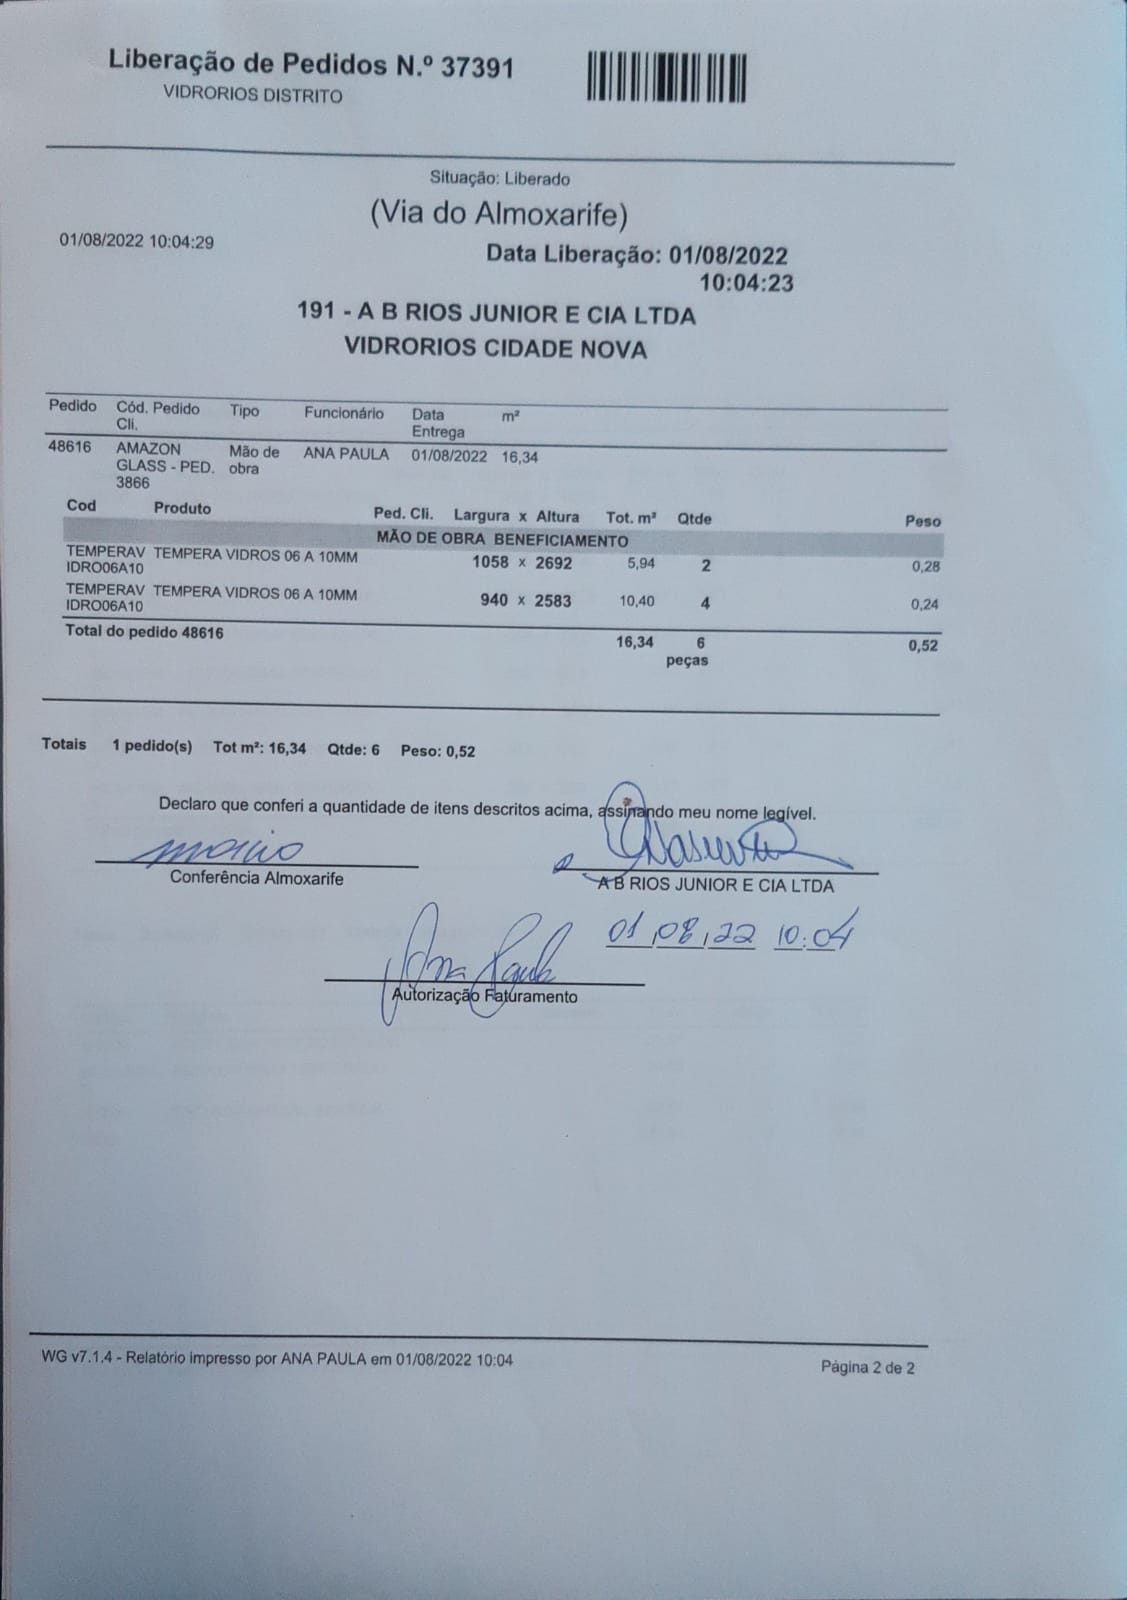 Liberação de Pedidos N.º 37391
VIDRORIOS DISTRITO
Situação: Liberado
(Via do Almoxarife)
01/08/2022 10:04:29
Data Liberação: 01/08/2022
10:04:23
191 - A B RIOS JUNIOR E CIA LTDA
VIDRORIOS CIDADE NOVA
Pedido Cód. Pedido Cli. Tipo Funcionário Data Entrega m²
48616 AMAZON GLASS - PED. 3866 Mão de obra ANA PAULA 01/08/2022 16,34
Cod Produto Ped. Cli. Largura x Altura Tot. m² Qtde Peso
MÃO DE OBRA BENEFICIAMENTO
TEMPERAV IDRO06A10 TEMPERA VIDROS 06 A 10MM 1058 x 2692 5,94 2 0,28
TEMPERAV IDRO06A10 TEMPERA VIDROS 06 A 10MM 940 x 2583 10,40 4 0,24
Total do pedido 48616 16,34 6 peças 0,52
Totais 1 pedido(s) Tot m²: 16,34 Qtde: 6 Peso: 0,52
Declaro que conferi a quantidade de itens descritos acima, assinando meu nome legível.
Conferência Almoxarife
A B RIOS JUNIOR E CIA LTDA
01/08/22 10:04
Ana Paula
Autorização Faturamento
WG v7.1.4 - Relatório impresso por ANA PAULA em 01/08/2022 10:04
Página 2 de 2